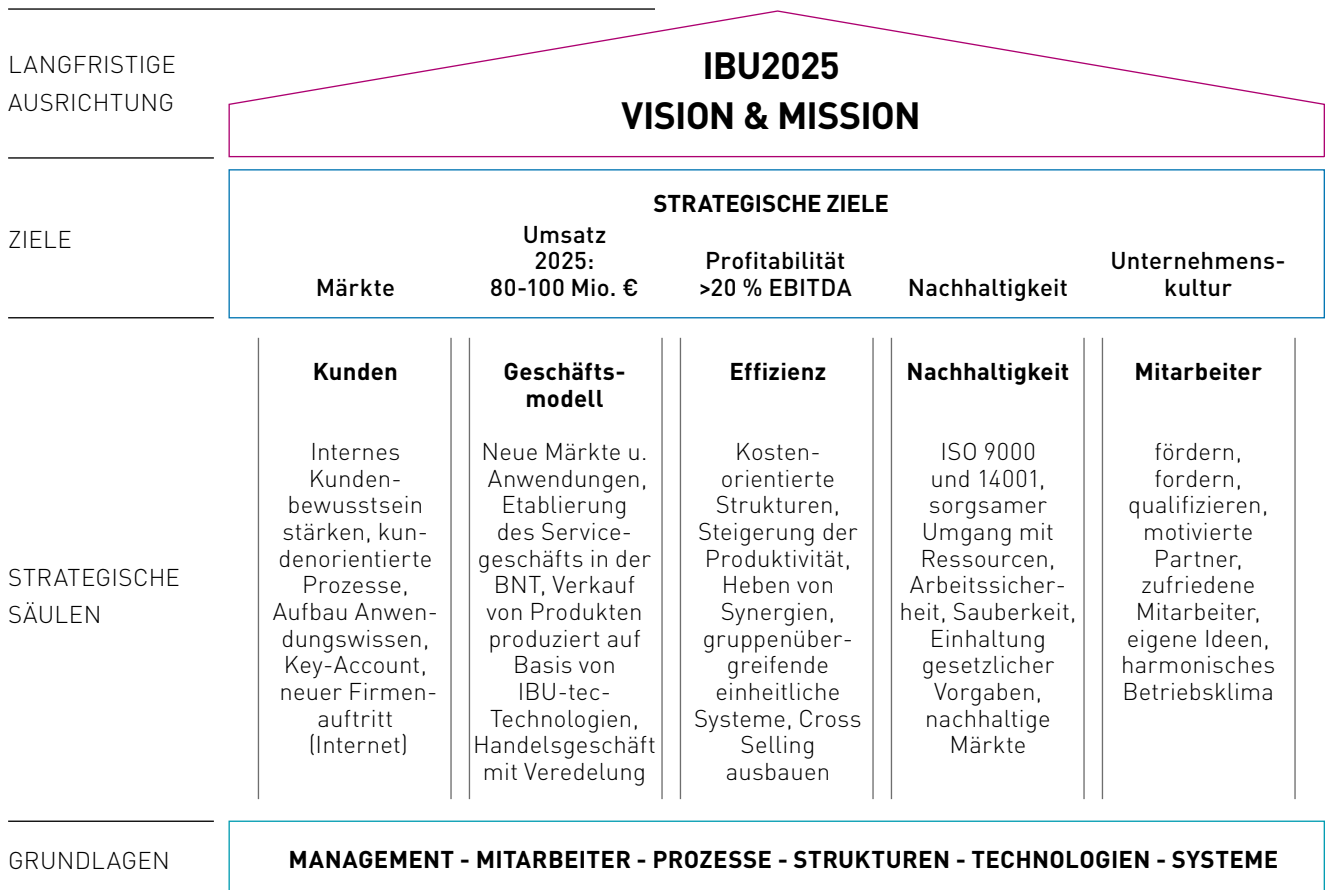 LANGFRISTIGE
AUSRICHTUNG
IBU2025
VISION & MISSION
ZIELE
STRATEGISCHE ZIELE
Märkte
Umsatz
2025:
80-100 Mio. €
Profitabilität
>20 % EBITDA
Nachhaltigkeit
Unternehmens-
kultur
STRATEGISCHE
SÄULEN
Kunden
Internes
Kunden-
bewusstsein
stärken, kun-
denorientierte
Prozesse,
Aufbau Anwen-
dungswissen,
Key-Account,
neuer Firmen-
auftritt
(Internet)
Geschäfts-
modell
Neue Märkte u.
Anwendungen,
Etablierung
des Service-
geschäfts in der
BNT, Verkauf
von Produkten
produziert auf
Basis von
IBU-tec-
Technologien,
Handelsgeschäft
mit Veredelung
Effizienz
Kosten-
orientierte
Strukturen,
Steigerung der
Produktivität,
Heben von
Synergien,
gruppenüber-
greifende
einheitliche
Systeme, Cross
Selling
ausbauen
Nachhaltigkeit
ISO 9000
und 14001,
sorgsamer
Umgang mit
Ressourcen,
Arbeitssicher-
heit, Sauberkeit,
Einhaltung
gesetzlicher
Vorgaben,
nachhaltige
Märkte
Mitarbeiter
fördern,
fordern,
qualifizieren,
motivierte
Partner,
zufriedene
Mitarbeiter,
eigene Ideen,
harmonisches
Betriebsklima
GRUNDLAGEN
MANAGEMENT - MITARBEITER - PROZESSE - STRUKTUREN - TECHNOLOGIEN - SYSTEME